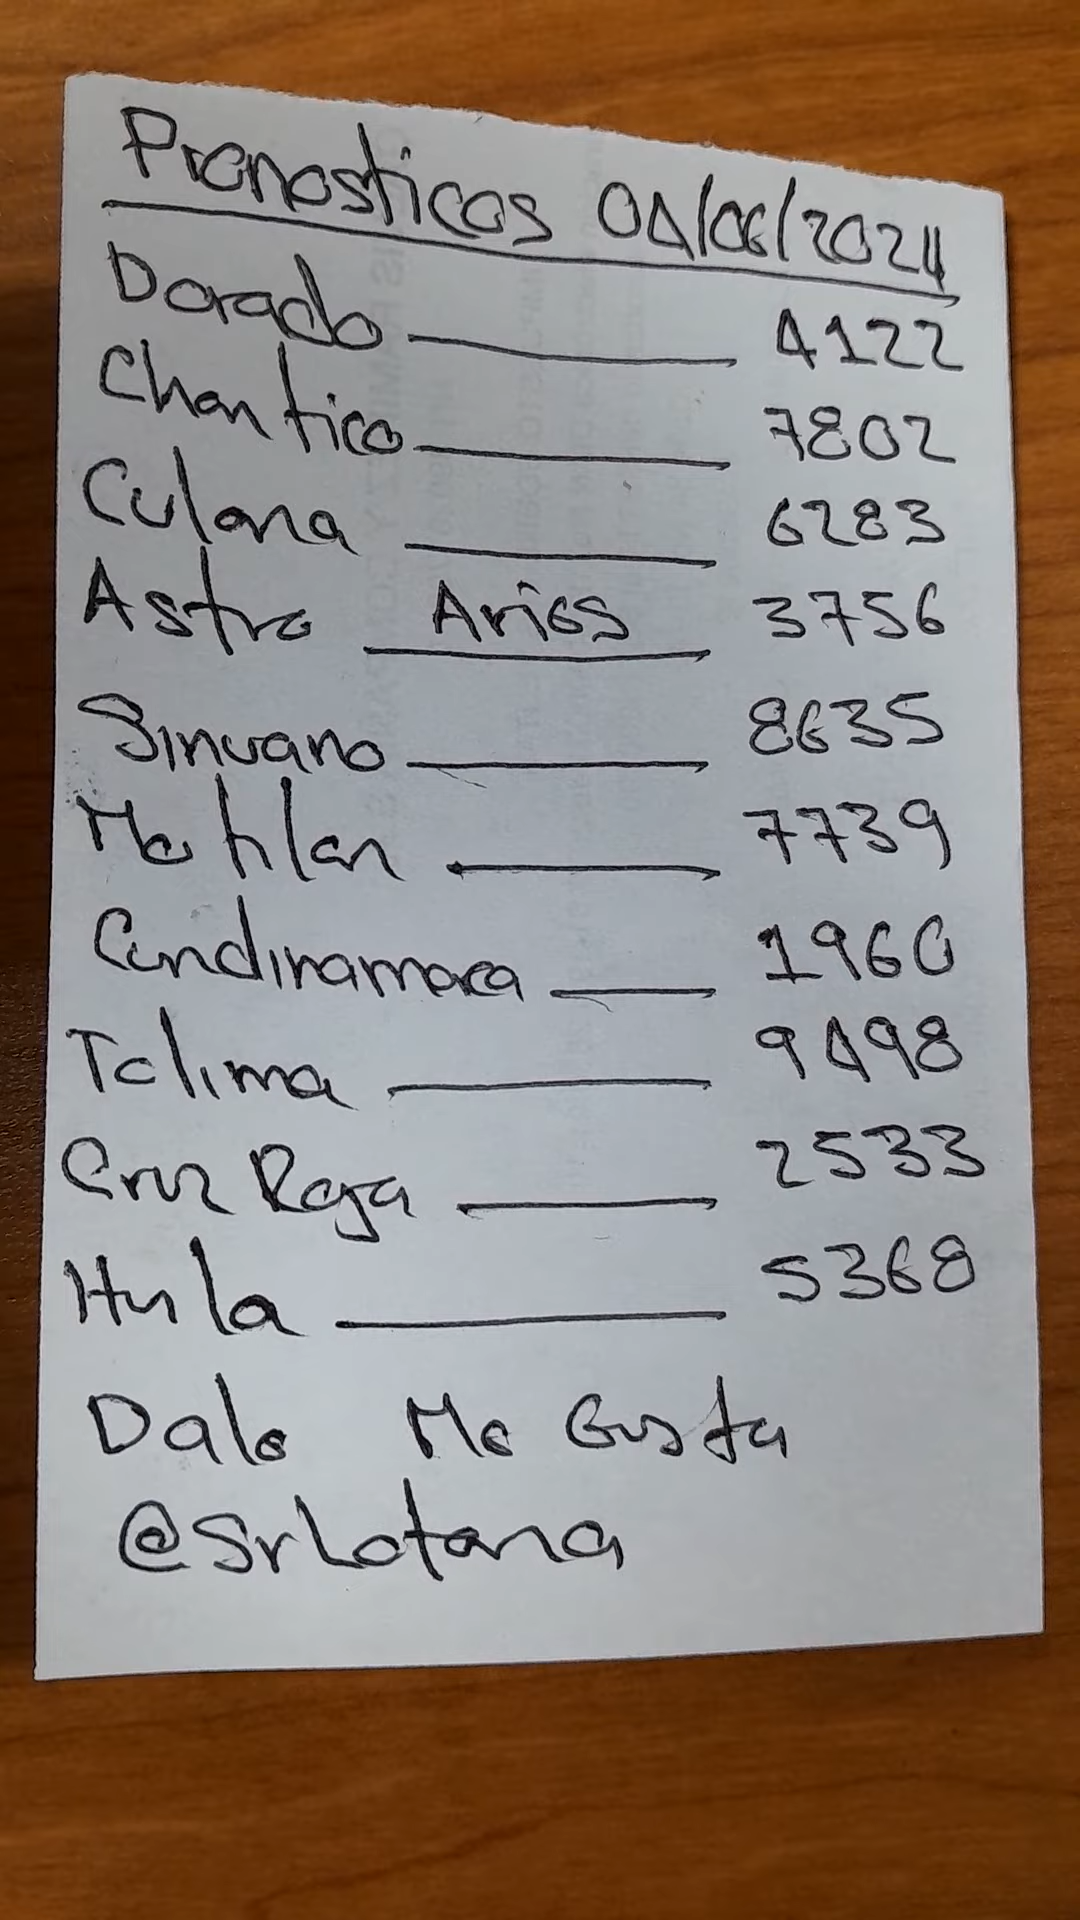 Pronosticos 04/06/2024
Dorado 4122
Chontico 7802
Culona 6283
Astro Aries 3756
Sinuano 8635
Motilon 7739
Cundinamarca 1960
Tolima 9498
Cruz Roja 2533
Huila 5368
Dale Me Gusta
@SrLotana